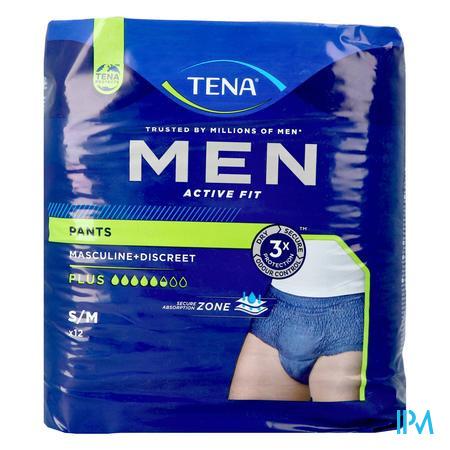 TENA
PROTECTS
TENA
TRUSTED BY MILLIONS OF MEN*
MEN
ACTIVE FIT
PANTS
MASCULINE+DISCREET
PLUS
S/M
x12
SECURE
ABSORPTION ZONE
DRY SECURE
3x
PROTECTION
ODOUR CONTROL
TM
IPM